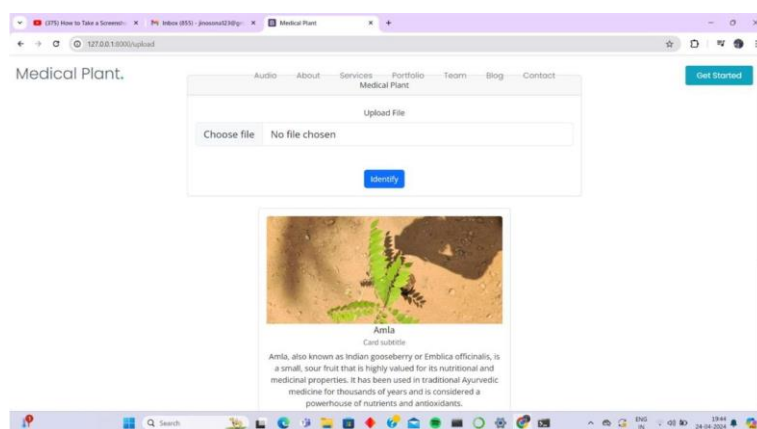 (375) How to Take a Screensho
Inbox (855) -
Medical Plant
127.0.0.1:8000/upload
Medical Plant.
Audio About Services Portfolio Team Blog Contact
Get Started
Medical Plant
Upload File
Choose file No file chosen
Identify
Amla
Card subtitle
Amla, also known as Indian gooseberry or Emblica officinalis, is
a small, sour fruit that is highly valued for its nutritional and
medicinal properties. It has been used in traditional Ayurvedic
medicine for thousands of years and is considered a
powerhouse of nutrients and antioxidants.
Search
ENG
IN
19:44
24-04-2024